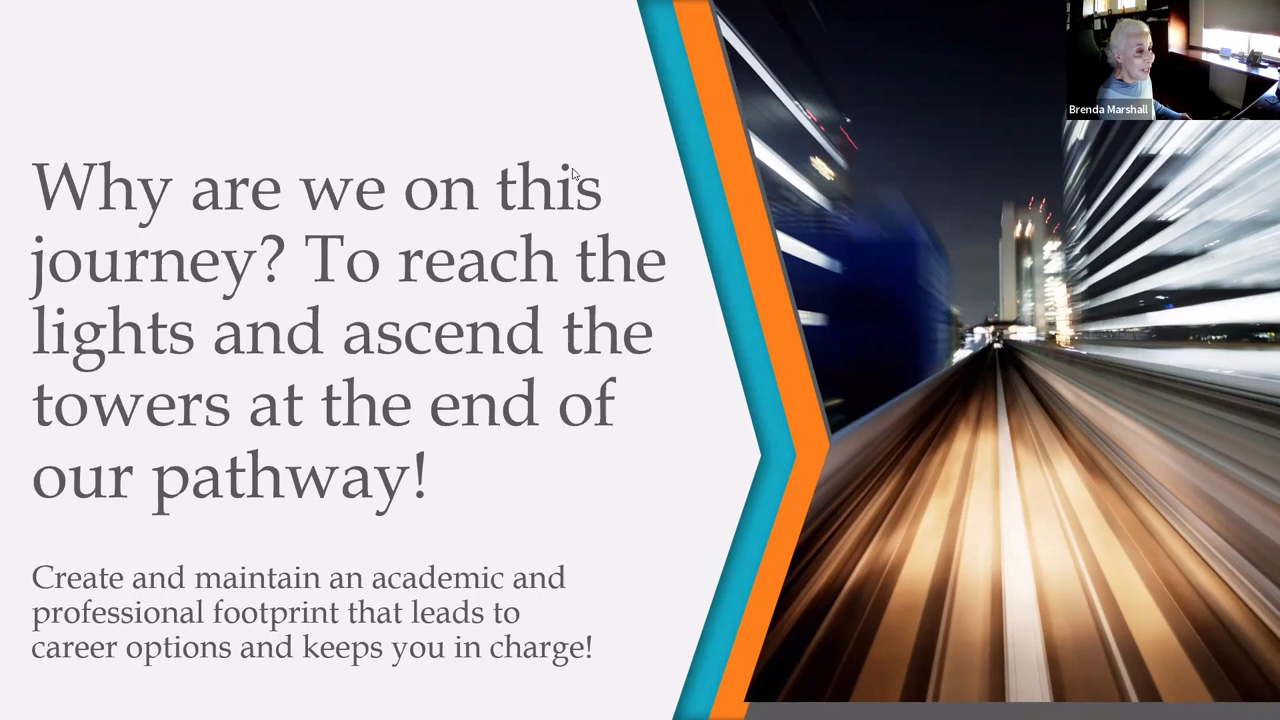 Brenda Marshall
Why are we on this
journey? To reach the
lights and ascend the
towers at the end of
our pathway!
Create and maintain an academic and
professional footprint that leads to
career options and keeps you in charge!